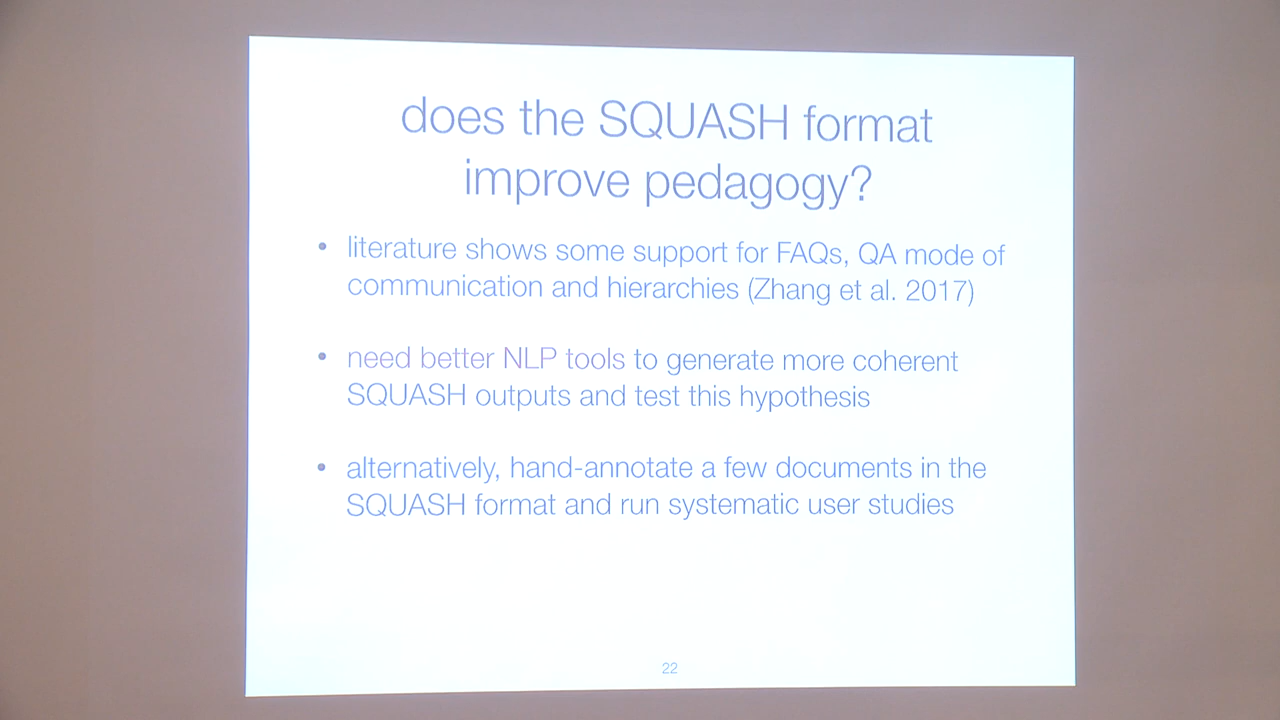 does the SQUASH format
improve pedagogy?
• literature shows some support for FAQs, QA mode of
communication and hierarchies (Zhang et al. 2017)
• need better NLP tools to generate more coherent
SQUASH outputs and test this hypothesis
• alternatively, hand-annotate a few documents in the
SQUASH format and run systematic user studies
22